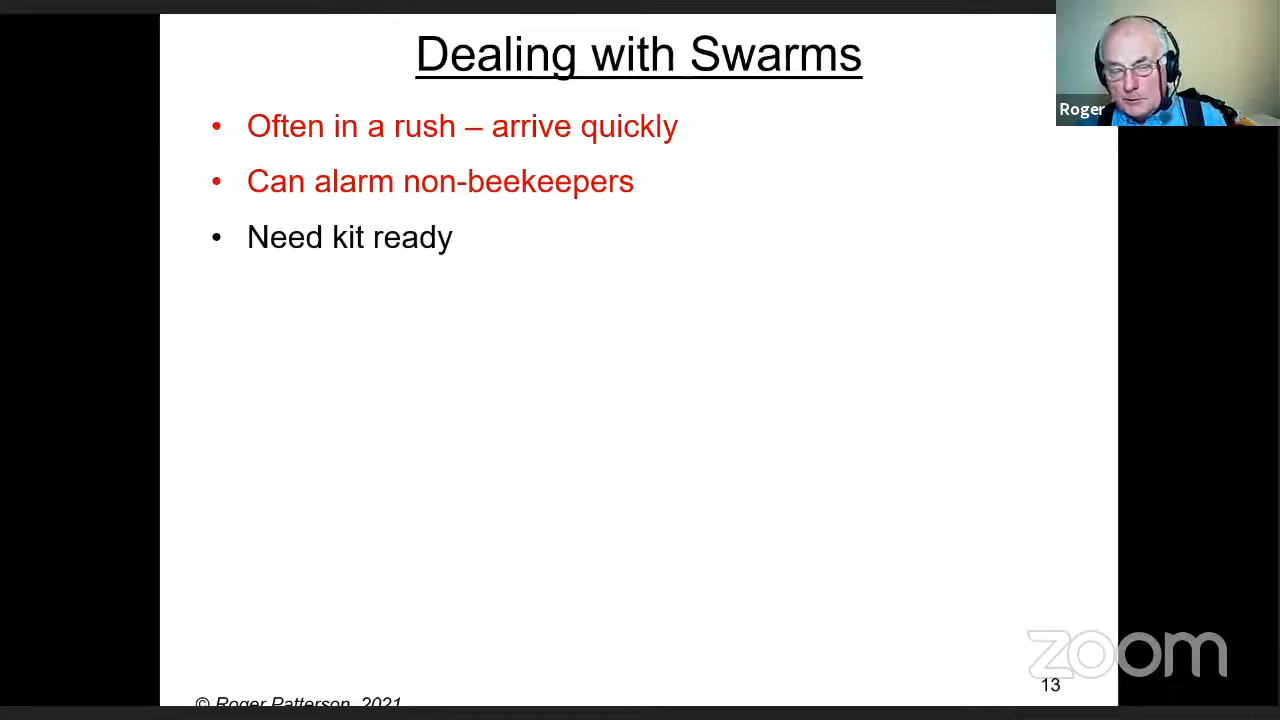 Dealing with Swarms
Roger
• Often in a rush – arrive quickly
• Can alarm non-beekeepers
• Need kit ready
zoom
13
© Roger Patterson, 2021